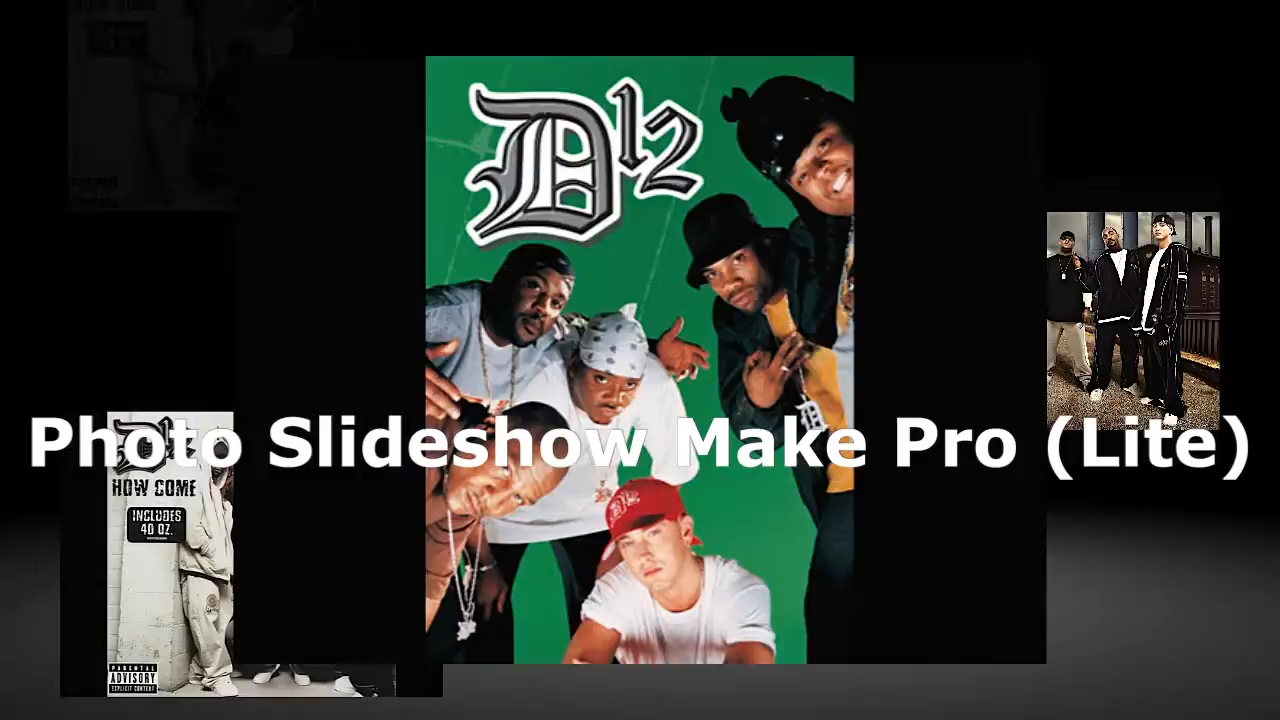 D12
Photo Slideshow Make Pro (Lite)
D12
HOW COME
INCLUDES
40 OZ.
PARENTAL
ADVISORY
EXPLICIT CONTENT